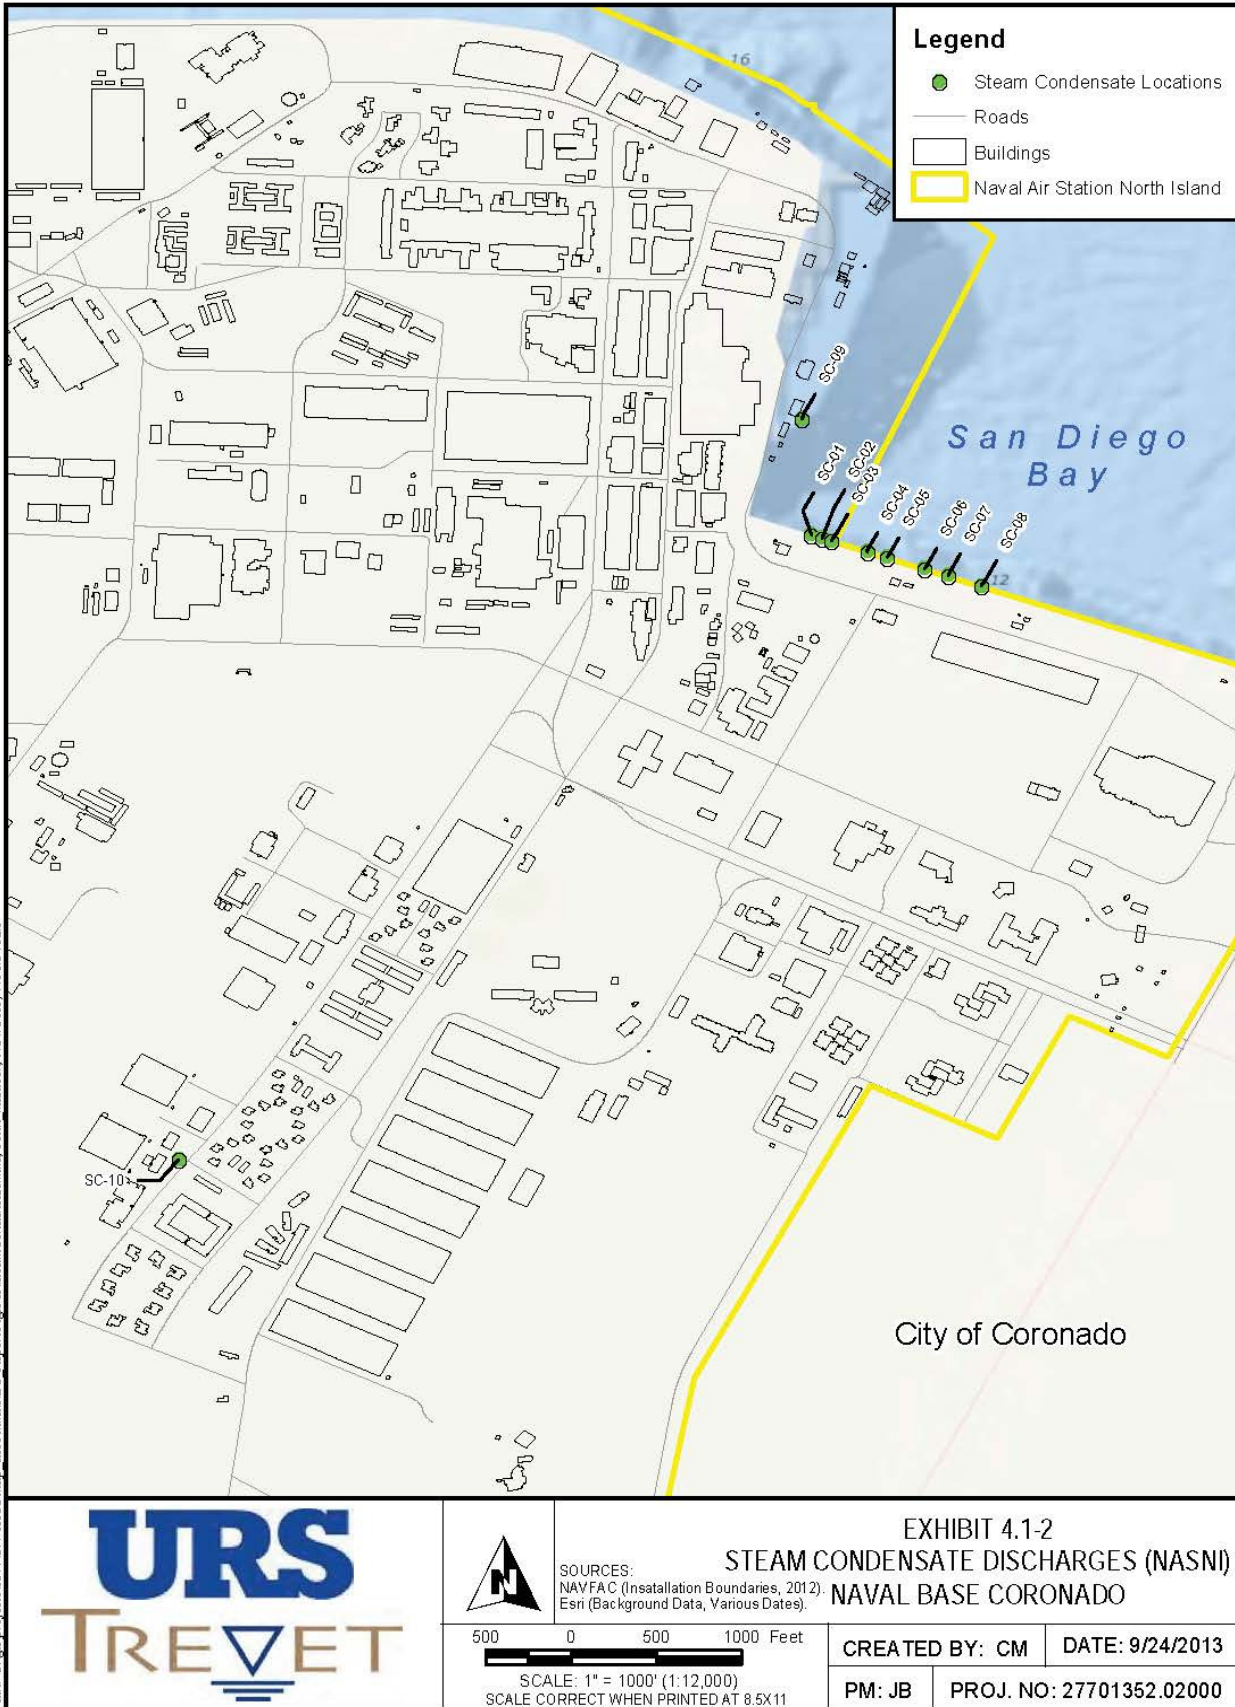 Legend
Steam Condensate Locations
Roads
Buildings
Naval Air Station North Island
16
SC-09
San Diego
Bay
SC-01
SC-02
SC-03
SC-04
SC-05
SC-06
SC-07
SC-08
12
SC-10
City of Coronado
URS
TREVET
N
SOURCES:
NAVFAC (Insatallation Boundaries, 2012).
Esri (Background Data, Various Dates).
EXHIBIT 4.1-2
STEAM CONDENSATE DISCHARGES (NASNI)
NAVAL BASE CORONADO
500 0 500 1000 Feet
SCALE: 1" = 1000' (1:12,000)
SCALE CORRECT WHEN PRINTED AT 8.5X11
CREATED BY: CM
DATE: 9/24/2013
PM: JB
PROJ. NO: 27701352.02000